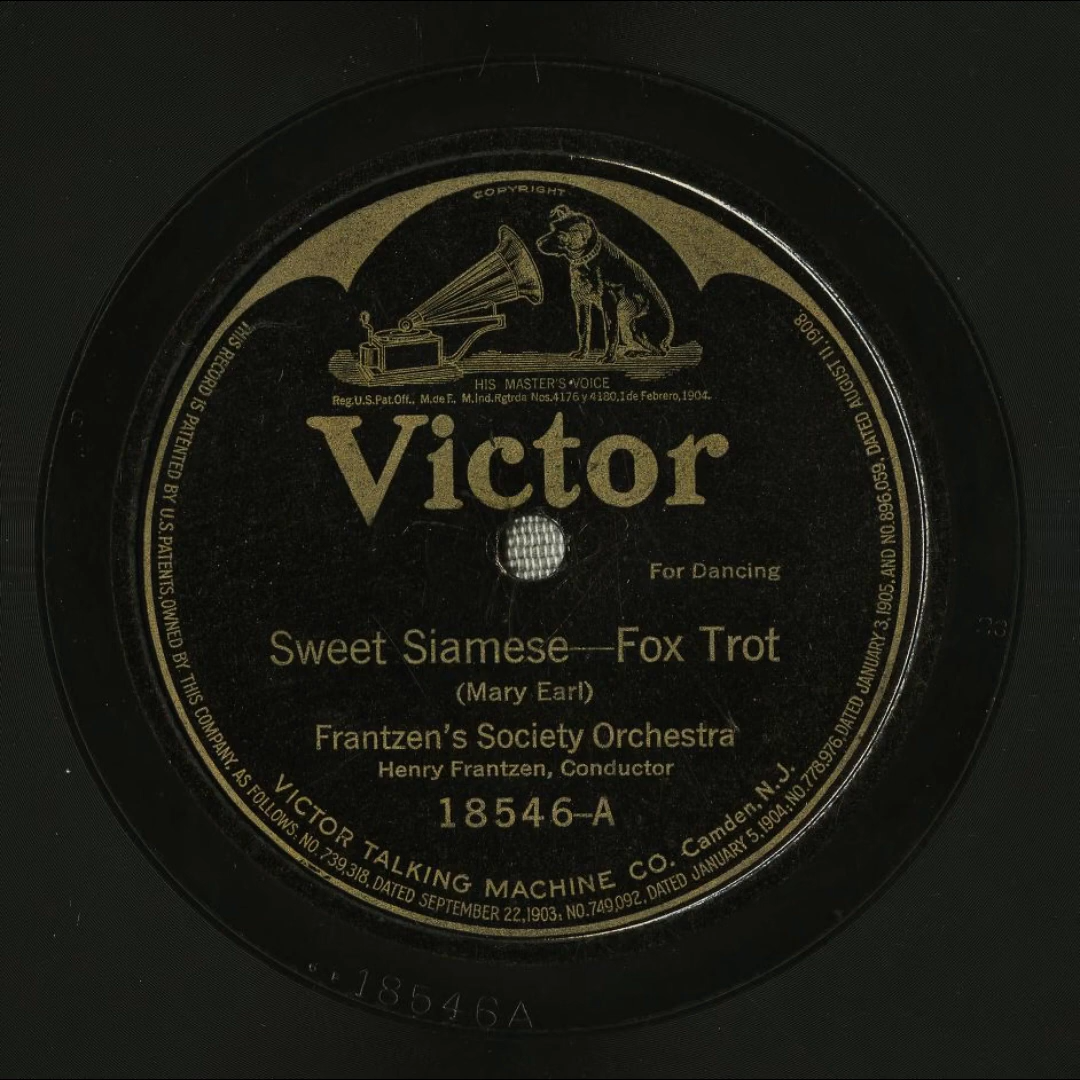 COPYRIGHT
HIS MASTER'S VOICE
Reg.U.S.Pat.Off., M.de F., M.Ind.Rgtrda Nos.4176 y 4180,1 de Febrero,1904.
Victor
For Dancing
Sweet Siamese—Fox Trot
(Mary Earl)
Frantzen's Society Orchestra
Henry Frantzen, Conductor
18546-A
VICTOR TALKING MACHINE CO. Camden, N.J.
THIS RECORD IS PATENTED BY U.S. PATENTS, OWNED BY THIS COMPANY, AS FOLLOWS: NO. 739,318, DATED SEPTEMBER 22,1903; NO.749,092, DATED JANUARY 5,1904; NO.778,976, DATED JANUARY 3,1905, AND NO.896,059, DATED AUGUST 11,1908.
18546A